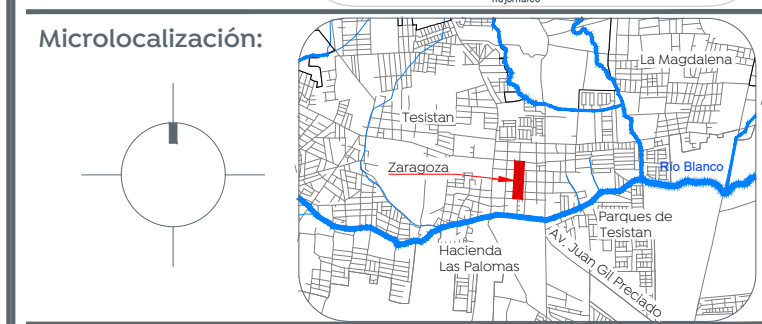 Microlocalización:
La Magdalena
Tesistan
Zaragoza
Río Blanco
Parques de
Tesistan
Hacienda
Las Palomas
Av. Juan Gil Preciado